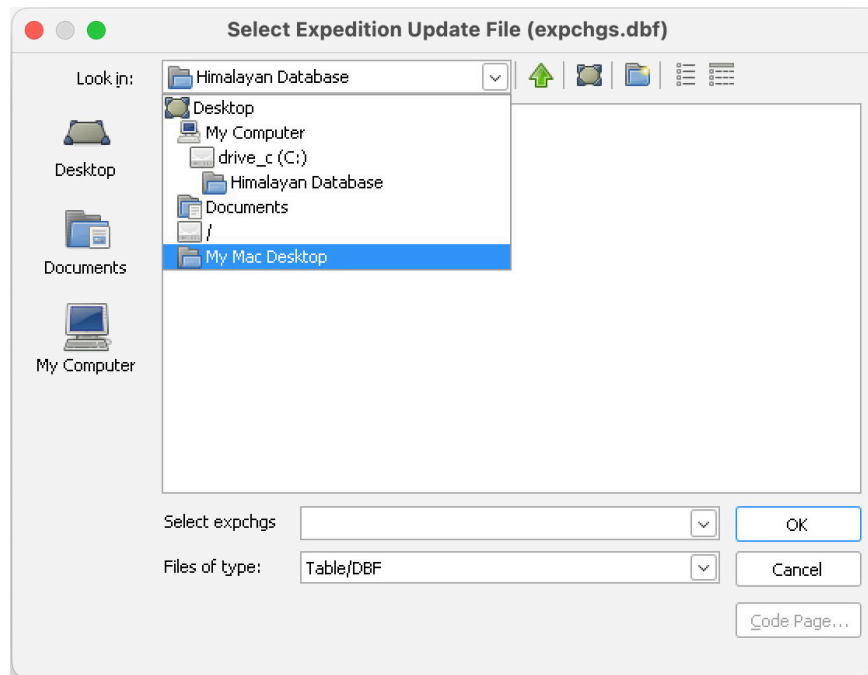 Select Expedition Update File (expchgs.dbf)
Look in:
Himalayan Database
Desktop
My Computer
drive_c (C:)
Himalayan Database
Documents
/
My Mac Desktop
Desktop
Documents
My Computer
Select expchgs
OK
Files of type:
Table/DBF
Cancel
Code Page...